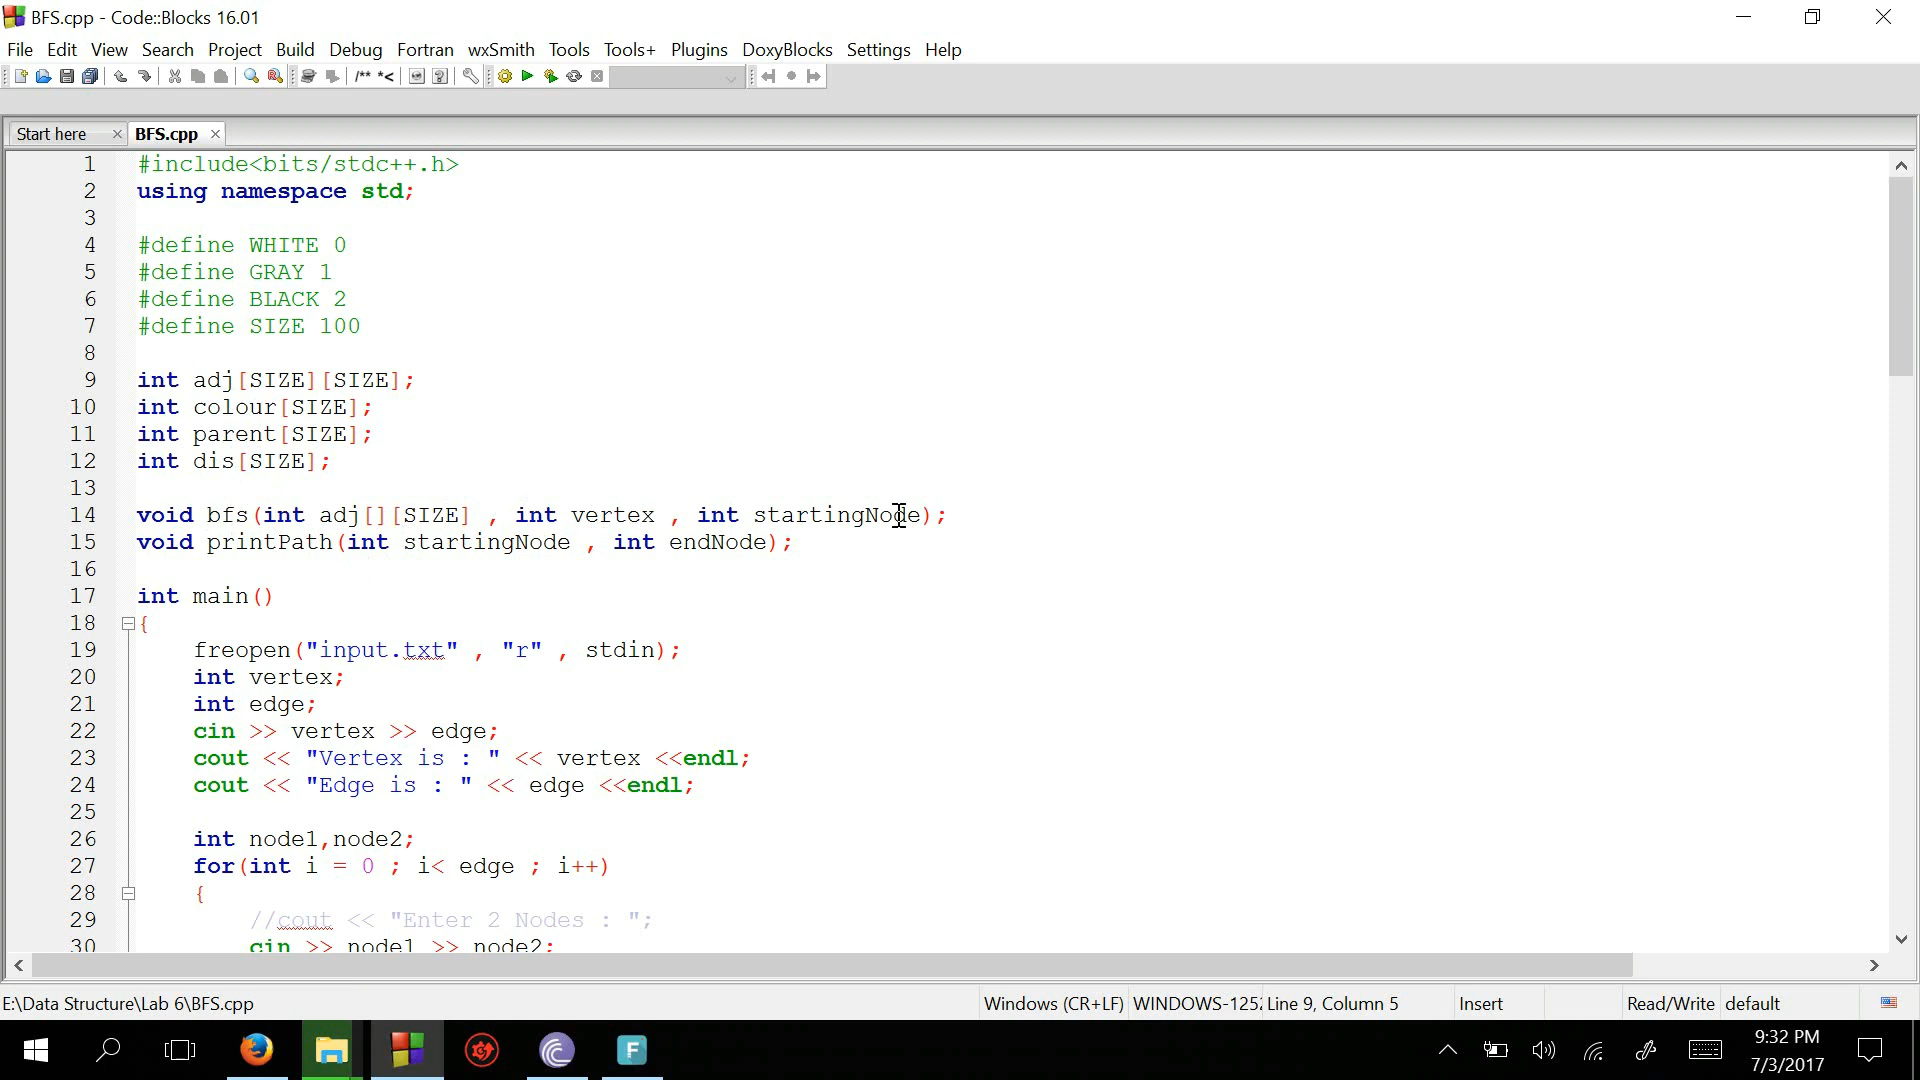 BFS.cpp - Code::Blocks 16.01
File Edit View Search Project Build Debug Fortran wxSmith Tools Tools+ Plugins DoxyBlocks Settings Help
/** *<
Start here BFS.cpp
1 #include<bits/stdc++.h>
2 using namespace std;
3
4 #define WHITE 0
5 #define GRAY 1
6 #define BLACK 2
7 #define SIZE 100
8
9 int adj[SIZE][SIZE];
10 int colour[SIZE];
11 int parent[SIZE];
12 int dis[SIZE];
13
14 void bfs(int adj[][SIZE] , int vertex , int startingNode);
15 void printPath(int startingNode , int endNode);
16
17 int main()
18 {
19 freopen("input.txt" , "r" , stdin);
20 int vertex;
21 int edge;
22 cin >> vertex >> edge;
23 cout << "Vertex is : " << vertex <<endl;
24 cout << "Edge is : " << edge <<endl;
25
26 int node1,node2;
27 for(int i = 0 ; i< edge ; i++)
28 {
29 //cout << "Enter 2 Nodes : ";
30 cin >> node1 >> node2;
E:\Data Structure\Lab 6\BFS.cpp Windows (CR+LF) WINDOWS-1252 Line 9, Column 5 Insert Read/Write default
F
9:32 PM
7/3/2017